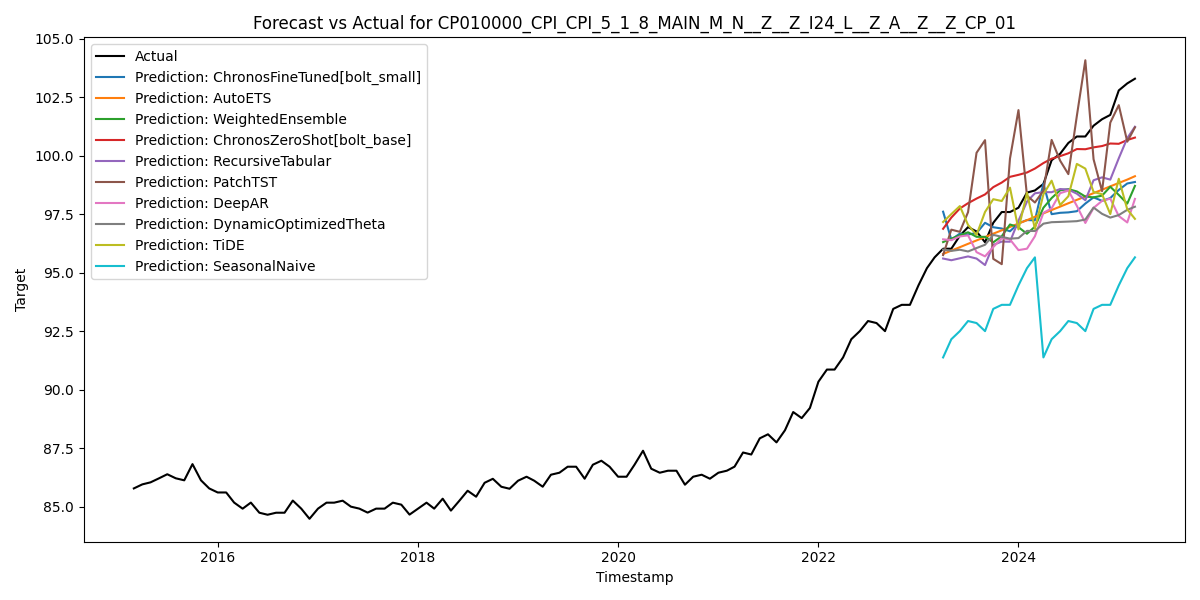 Forecast vs Actual for CP010000_CPI_CPI_5_1_8_MAIN_M_N__Z__Z_I24_L__Z_A__Z__Z_CP_01
Actual
Prediction: ChronosFineTuned[bolt_small]
Prediction: AutoETS
Prediction: WeightedEnsemble
Prediction: ChronosZeroShot[bolt_base]
Prediction: RecursiveTabular
Prediction: PatchTST
Prediction: DeepAR
Prediction: DynamicOptimizedTheta
Prediction: TiDE
Prediction: SeasonalNaive
Target
105.0
102.5
100.0
97.5
95.0
92.5
90.0
87.5
85.0
2016 2018 2020 2022 2024
Timestamp